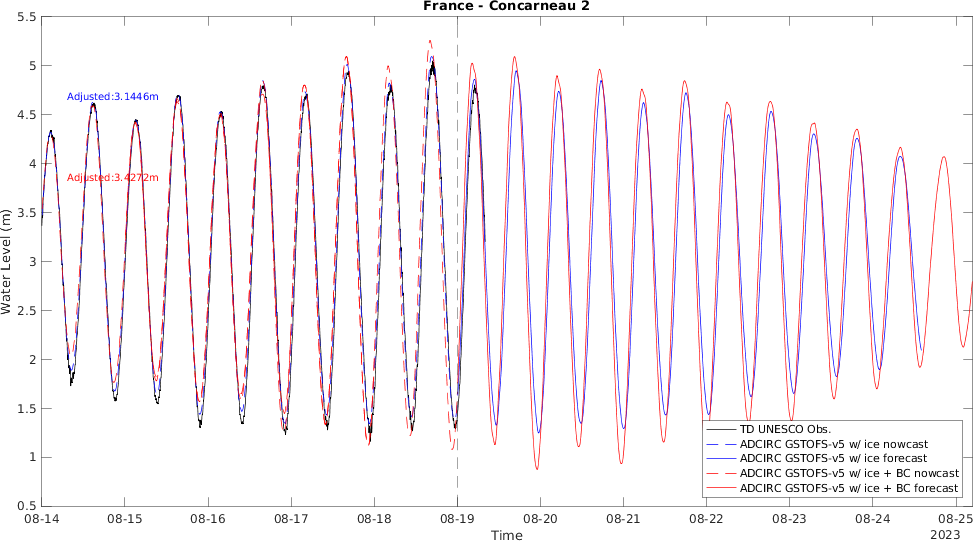 France - Concarneau 2
5.5
5
4.5
4
3.5
3
2.5
2
1.5
1
0.5
Water Level (m)
Adjusted:3.1446m
Adjusted:3.4272m
TD UNESCO Obs.
ADCIRC GSTOFS-v5 w/ ice nowcast
ADCIRC GSTOFS-v5 w/ ice forecast
ADCIRC GSTOFS-v5 w/ ice + BC nowcast
ADCIRC GSTOFS-v5 w/ ice + BC forecast
08-14 08-15 08-16 08-17 08-18 08-19 08-20 08-21 08-22 08-23 08-24 08-25
Time
2023